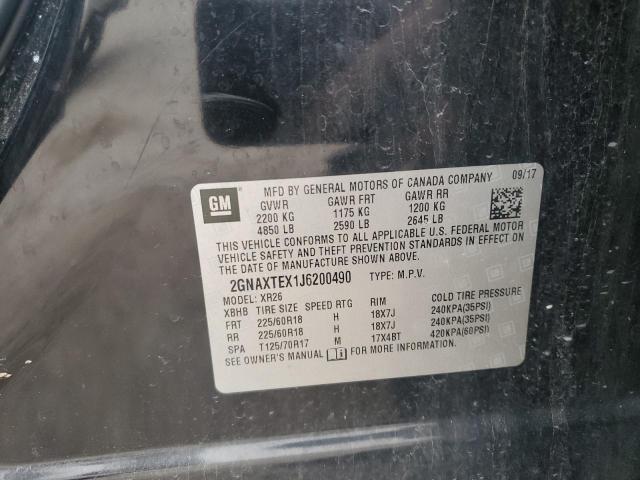 GM
MFD BY GENERAL MOTORS OF CANADA COMPANY 09/17
GVWR GAWR FRT GAWR RR
2200 KG 1175 KG 1200 KG
4850 LB 2590 LB 2645 LB
THIS VEHICLE CONFORMS TO ALL APPLICABLE U.S. FEDERAL MOTOR
VEHICLE SAFETY AND THEFT PREVENTION STANDARDS IN EFFECT ON THE
DATE OF MANUFACTURE SHOWN ABOVE.
2GNAXTEX1J6200490 TYPE: M.P.V.
MODEL: XR26
XBHB TIRE SIZE SPEED RTG RIM COLD TIRE PRESSURE
FRT 225/60R18 H 18X7J 240KPA(35PSI)
RR 225/60R18 H 18X7J 240KPA(35PSI)
SPA T125/70R17 M 17X4BT 420KPA(60PSI)
SEE OWNER'S MANUAL FOR MORE INFORMATION.